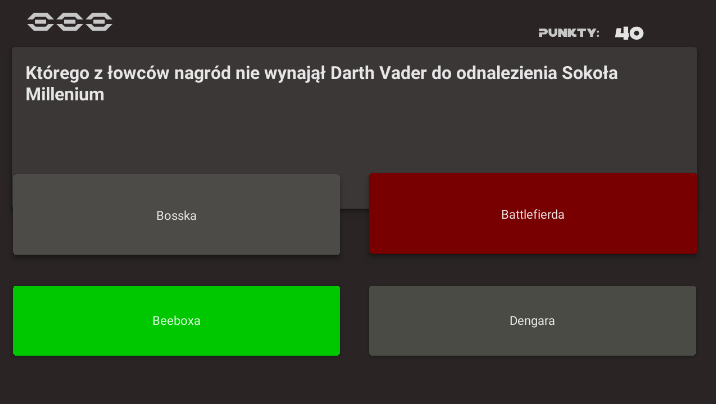 PUNKTY: 40
Którego z łowców nagród nie wynajął Darth Vader do odnalezienia Sokoła
Millenium
Bosska
Battlefierda
Beeboxa
Dengara